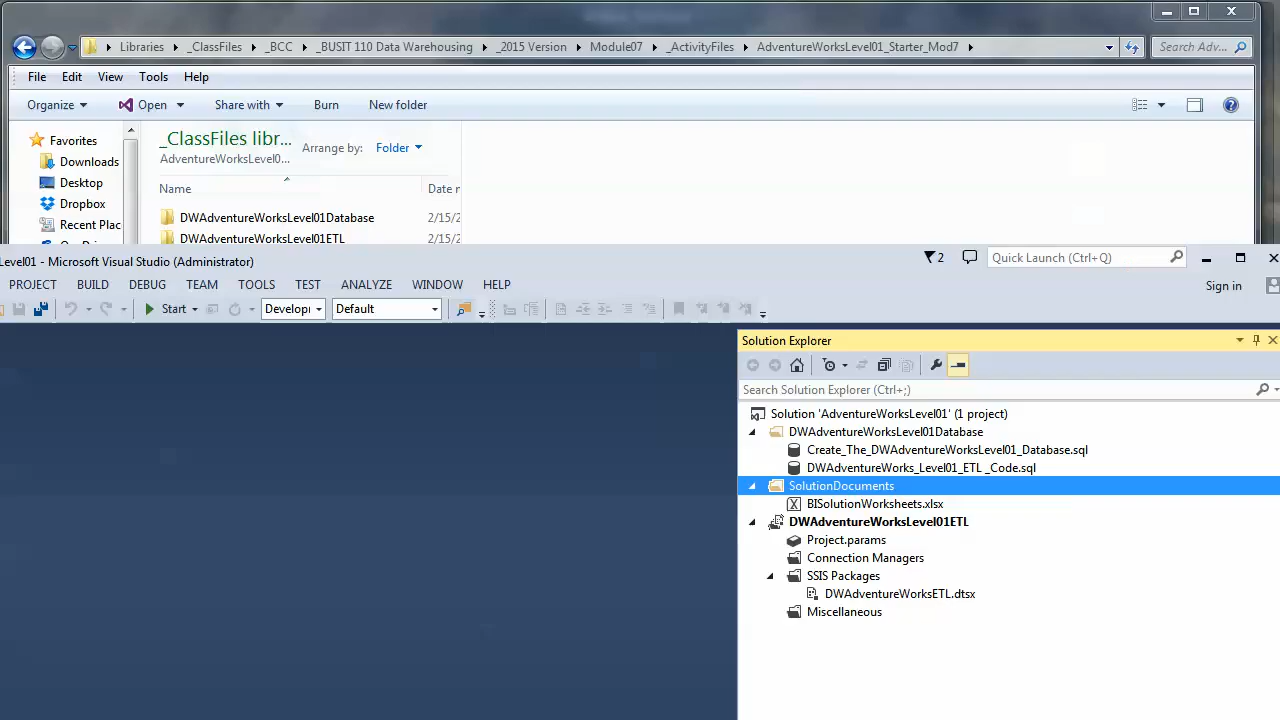 Libraries _ClassFiles _BCC _BUSIT 110 Data Warehousing _2015 Version Module07 _ActivityFiles AdventureWorksLevel01_Starter_Mod7 Search Adv...
File Edit View Tools Help
Organize Open Share with Burn New folder
Favorites
Downloads
Desktop
Dropbox
Recent Plac
_ClassFiles libr...
AdventureWorksLevel0...
Arrange by: Folder
Name Date r
DWAdventureWorksLevel01Database 2/15/2
DWAdventureWorksLevel01ETL 2/15/2
Level01 - Microsoft Visual Studio (Administrator) 2 Quick Launch (Ctrl+Q)
PROJECT BUILD DEBUG TEAM TOOLS TEST ANALYZE WINDOW HELP Sign in
Start Developi Default
Solution Explorer
Search Solution Explorer (Ctrl+;)
Solution 'AdventureWorksLevel01' (1 project)
DWAdventureWorksLevel01Database
Create_The_DWAdventureWorksLevel01_Database.sql
DWAdventureWorks_Level01_ETL _Code.sql
SolutionDocuments
BISolutionWorksheets.xlsx
DWAdventureWorksLevel01ETL
Project.params
Connection Managers
SSIS Packages
DWAdventureWorksETL.dtsx
Miscellaneous